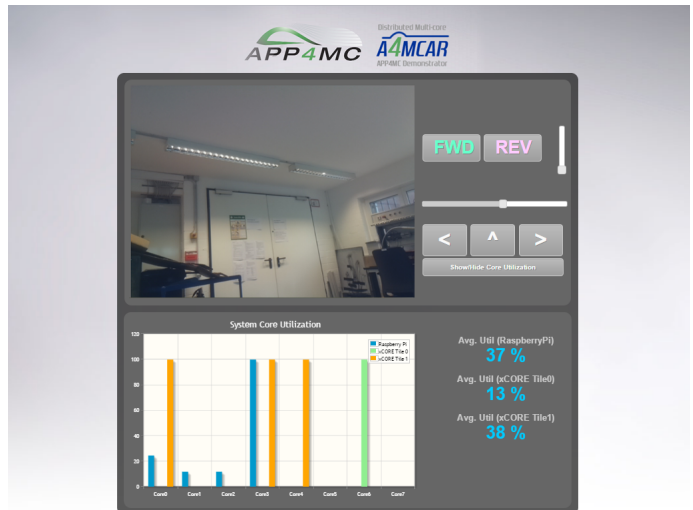 APP4MC
Distributed Multi-core
A4MCAR
APP4MC Demonstrator
FWD
REV
<
^
>
Show/Hide Core Utilization
System Core Utilization
Raspberry Pi
xCORE Tile 0
xCORE Tile 1
120
100
80
60
40
20
0
Core0
Core1
Core2
Core3
Core4
Core5
Core6
Core7
Avg. Util (RaspberryPi)
37 %
Avg. Util (xCORE Tile0)
13 %
Avg. Util (xCORE Tile1)
38 %